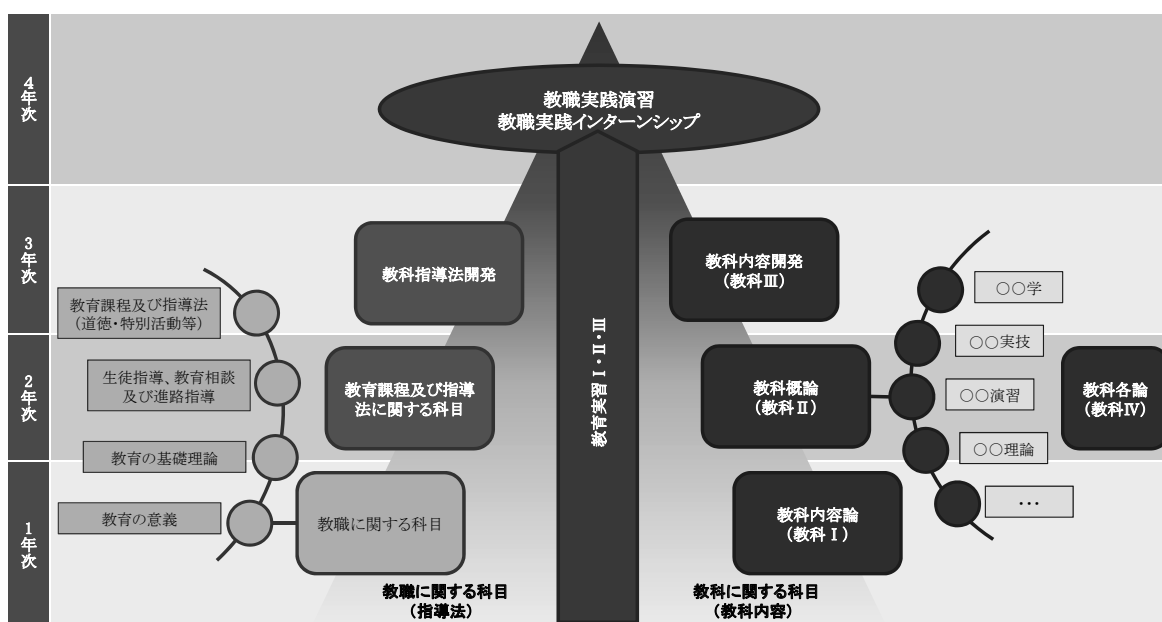 4年次
教職実践演習
教職実践インターンシップ
3年次
教科指導法開発
教科内容開発
(教科Ⅲ)
教育課程及び指導法
(道徳・特別活動等)
○○学
○○実技
教育実習Ⅰ・Ⅱ・Ⅲ
2年次
生徒指導、教育相談
及び進路指導
教育課程及び指導
法に関する科目
教科概論
(教科Ⅱ)
○○演習
教科各論
(教科Ⅳ)
教育の基礎理論
○○理論
1年次
教育の意義
教職に関する科目
教科内容論
(教科Ⅰ)
…
教職に関する科目
(指導法)
教科に関する科目
(教科内容)